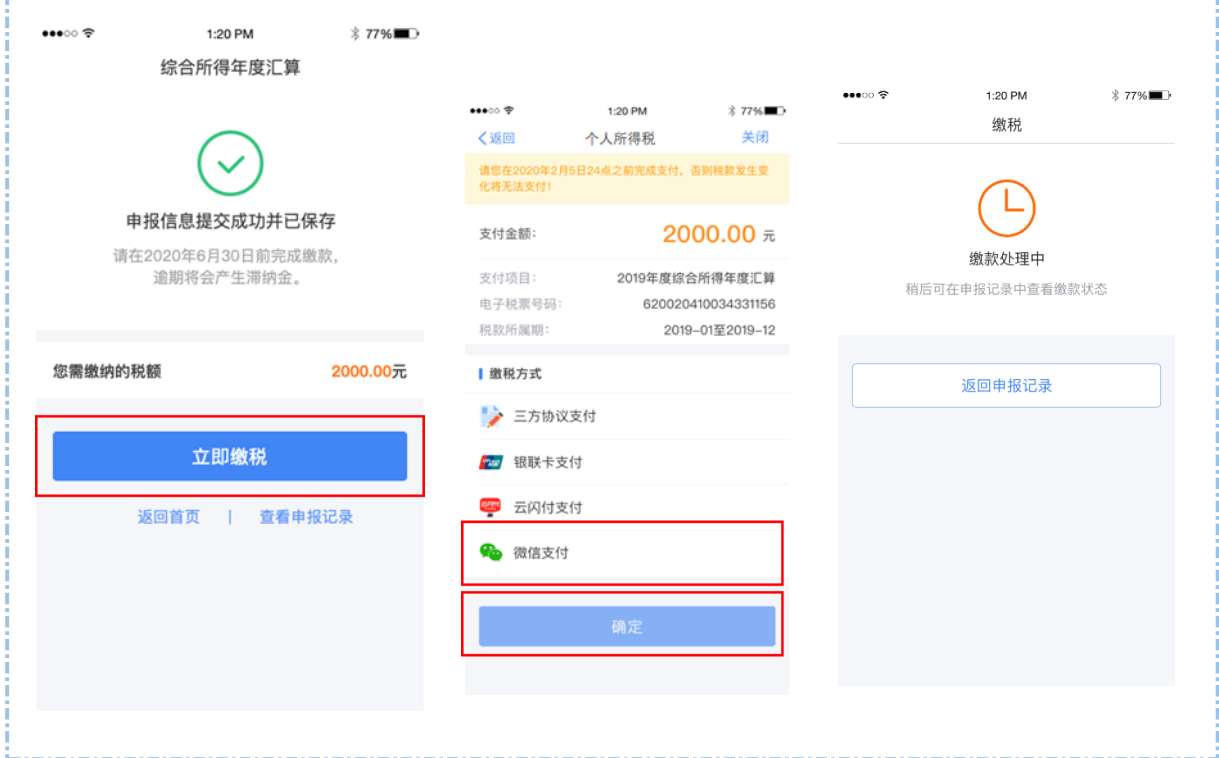 1:20 PM
77%
综合所得年度汇算
申报信息提交成功并已保存
请在2020年6月30日前完成缴款,
逾期将会产生滞纳金。
您需缴纳的税额
2000.00元
立即缴税
返回首页 | 查看申报记录
1:20 PM
77%
返回
个人所得税
关闭
请您在2020年2月5日24点之前完成支付, 否则税款发生变
化将无法支付!
支付金额:
2000.00 元
支付项目:
2019年度综合所得年度汇算
电子税票号码:
620020410034331156
税款所属期:
2019-01至2019-12
缴税方式
三方协议支付
银联卡支付
云闪付支付
微信支付
确定
1:20 PM
77%
缴税
缴款处理中
稍后可在申报记录中查看缴款状态
返回申报记录